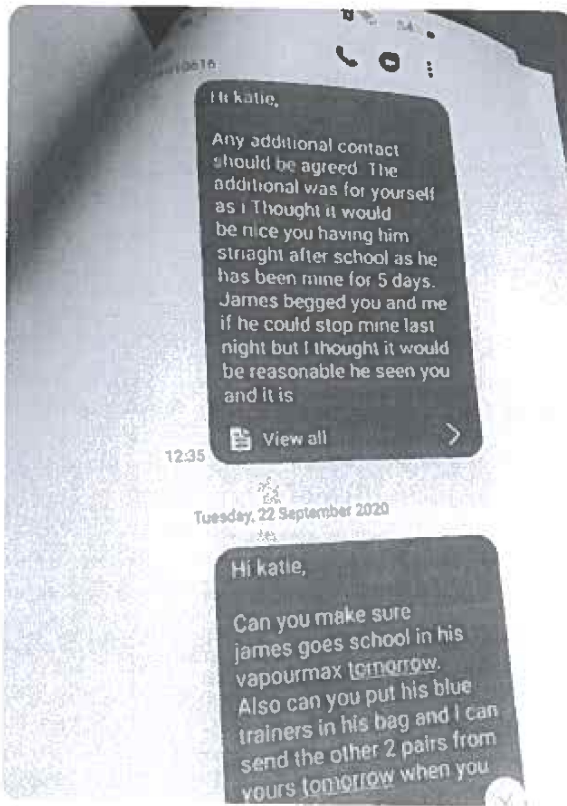 Hi katie,
Any additional contact
should be agreed. The
additional was for yourself
as i Thought it would
be nice you having him
striaght after school as he
has been mine for 5 days.
James begged you and me
if he could stop mine last
night but I thought it would
be reasonable he seen you
and it is
View all
12:35
Tuesday, 22 September 2020
Hi katie,
Can you make sure
james goes school in his
vapourmax tomorrow.
Also can you put his blue
trainers in his bag and I can
send the other 2 pairs from
yours tomorrow when you